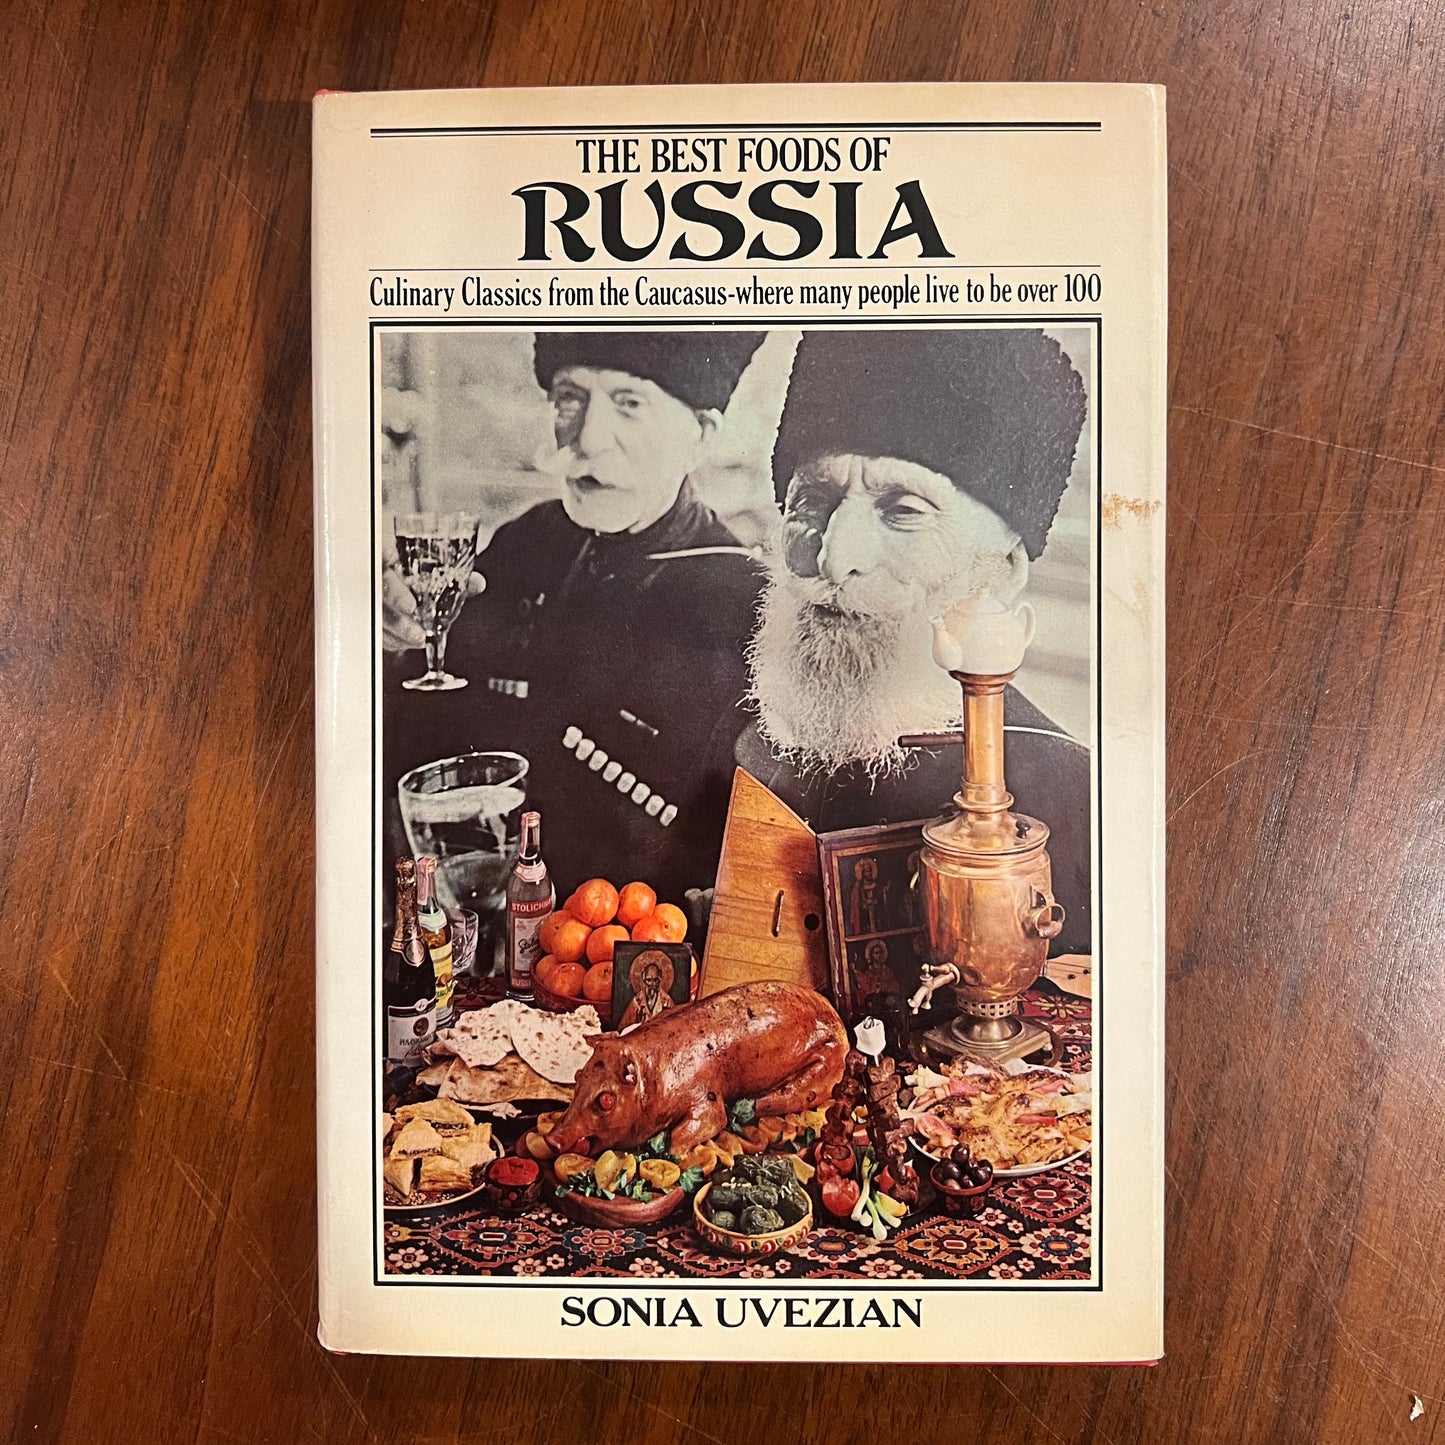 THE BEST FOODS OF
RUSSIA
Culinary Classics from the Caucasus-where many people live to be over 100
SONIA UVEZIAN